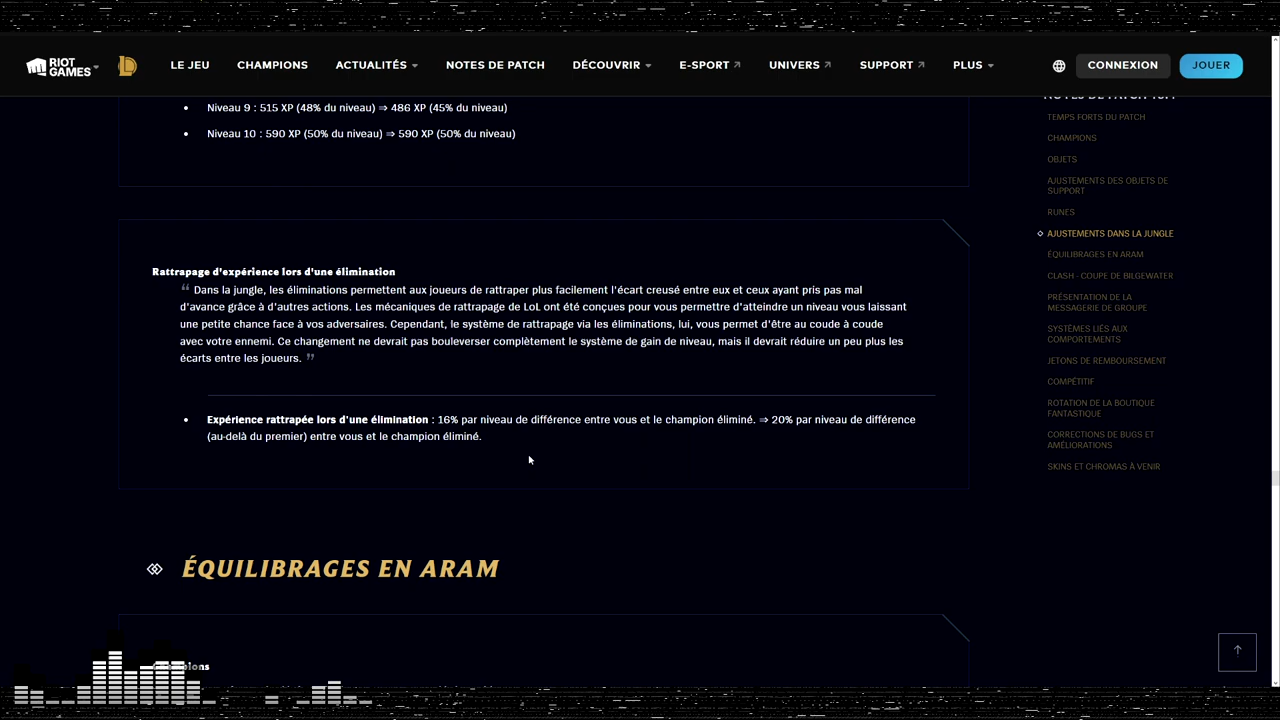 RIOT GAMES
LE JEU
CHAMPIONS
ACTUALITÉS
NOTES DE PATCH
DÉCOUVRIR
E-SPORT
UNIVERS
SUPPORT
PLUS
CONNEXION
JOUER
Niveau 9 : 515 XP (48% du niveau) ⇒ 486 XP (45% du niveau)
Niveau 10 : 590 XP (50% du niveau) ⇒ 590 XP (50% du niveau)
Rattrapage d'expérience lors d'une élimination
“ Dans la jungle, les éliminations permettent aux joueurs de rattraper plus facilement l'écart creusé entre eux et ceux ayant pris pas mal
d'avance grâce à d'autres actions. Les mécaniques de rattrapage de LoL ont été conçues pour vous permettre d'atteindre un niveau vous laissant
une petite chance face à vos adversaires. Cependant, le système de rattrapage via les éliminations, lui, vous permet d'être au coude à coude
avec votre ennemi. Ce changement ne devrait pas bouleverser complètement le système de gain de niveau, mais il devrait réduire un peu plus les
écarts entre les joueurs. ”
Expérience rattrapée lors d'une élimination : 16% par niveau de différence entre vous et le champion éliminé. ⇒ 20% par niveau de différence
(au-delà du premier) entre vous et le champion éliminé.
ÉQUILIBRAGES EN ARAM
TEMPS FORTS DU PATCH
CHAMPIONS
OBJETS
AJUSTEMENTS DES OBJETS DE
SUPPORT
RUNES
AJUSTEMENTS DANS LA JUNGLE
ÉQUILIBRAGES EN ARAM
CLASH - COUPE DE BILGEWATER
PRÉSENTATION DE LA
MESSAGERIE DE GROUPE
SYSTÈMES LIÉS AUX
COMPORTEMENTS
JETONS DE REMBOURSEMENT
COMPÉTITIF
ROTATION DE LA BOUTIQUE
FANTASTIQUE
CORRECTIONS DE BUGS ET
AMÉLIORATIONS
SKINS ET CHROMAS À VENIR